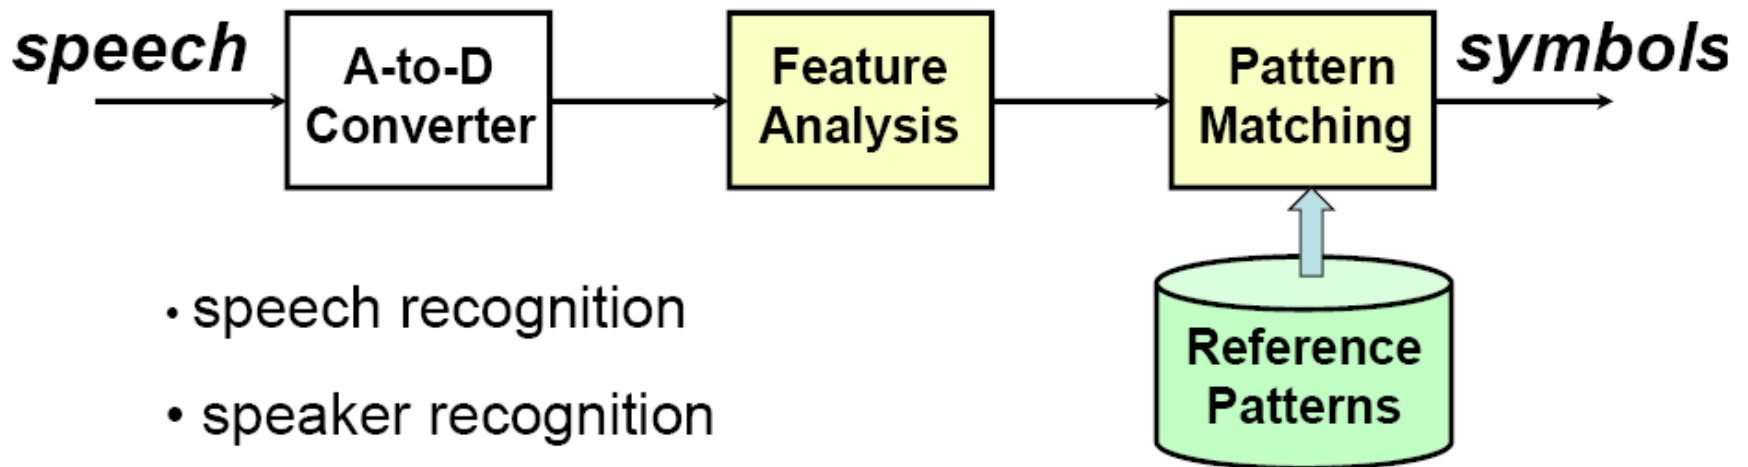 speech
A-to-D
Converter
Feature
Analysis
Pattern
Matching
symbols
• speech recognition
• speaker recognition
Reference
Patterns